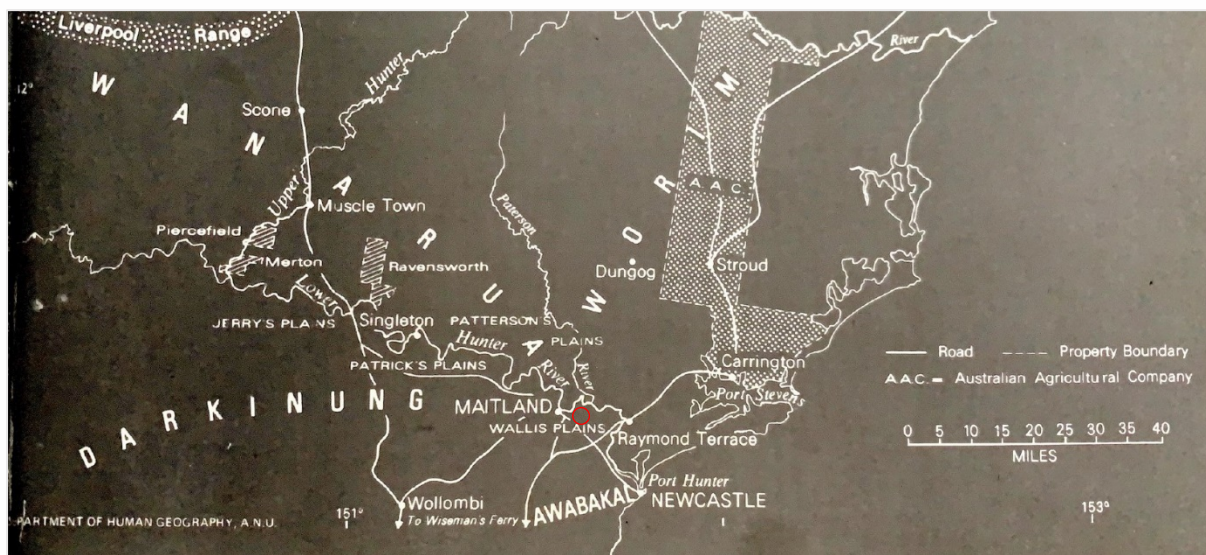 Liverpool Range
WANARUA
WORIMI
River
Hunter
Upper
Scone
Muscle Town
Paterson
River
A.A.C.
Piercefield
Merton
Ravensworth
Dungog
Stroud
Lower
JERRY'S PLAINS
Singleton
PATTERSON'S
PLAINS
Hunter
River
PATRICK'S PLAINS
Carrington
Port Stevens
Road
Property Boundary
A.A.C.= Australian Agricultural Company
DARKINUNG
MAITLAND
WALLIS PLAINS
Raymond Terrace
0 5 10 15 20 25 30 35 40
MILES
Port Hunter
NEWCASTLE
AWABAKAL
Wollombi
To Wiseman's Ferry
151°
153°
OF HUMAN GEOGRAPHY, A.N.U.